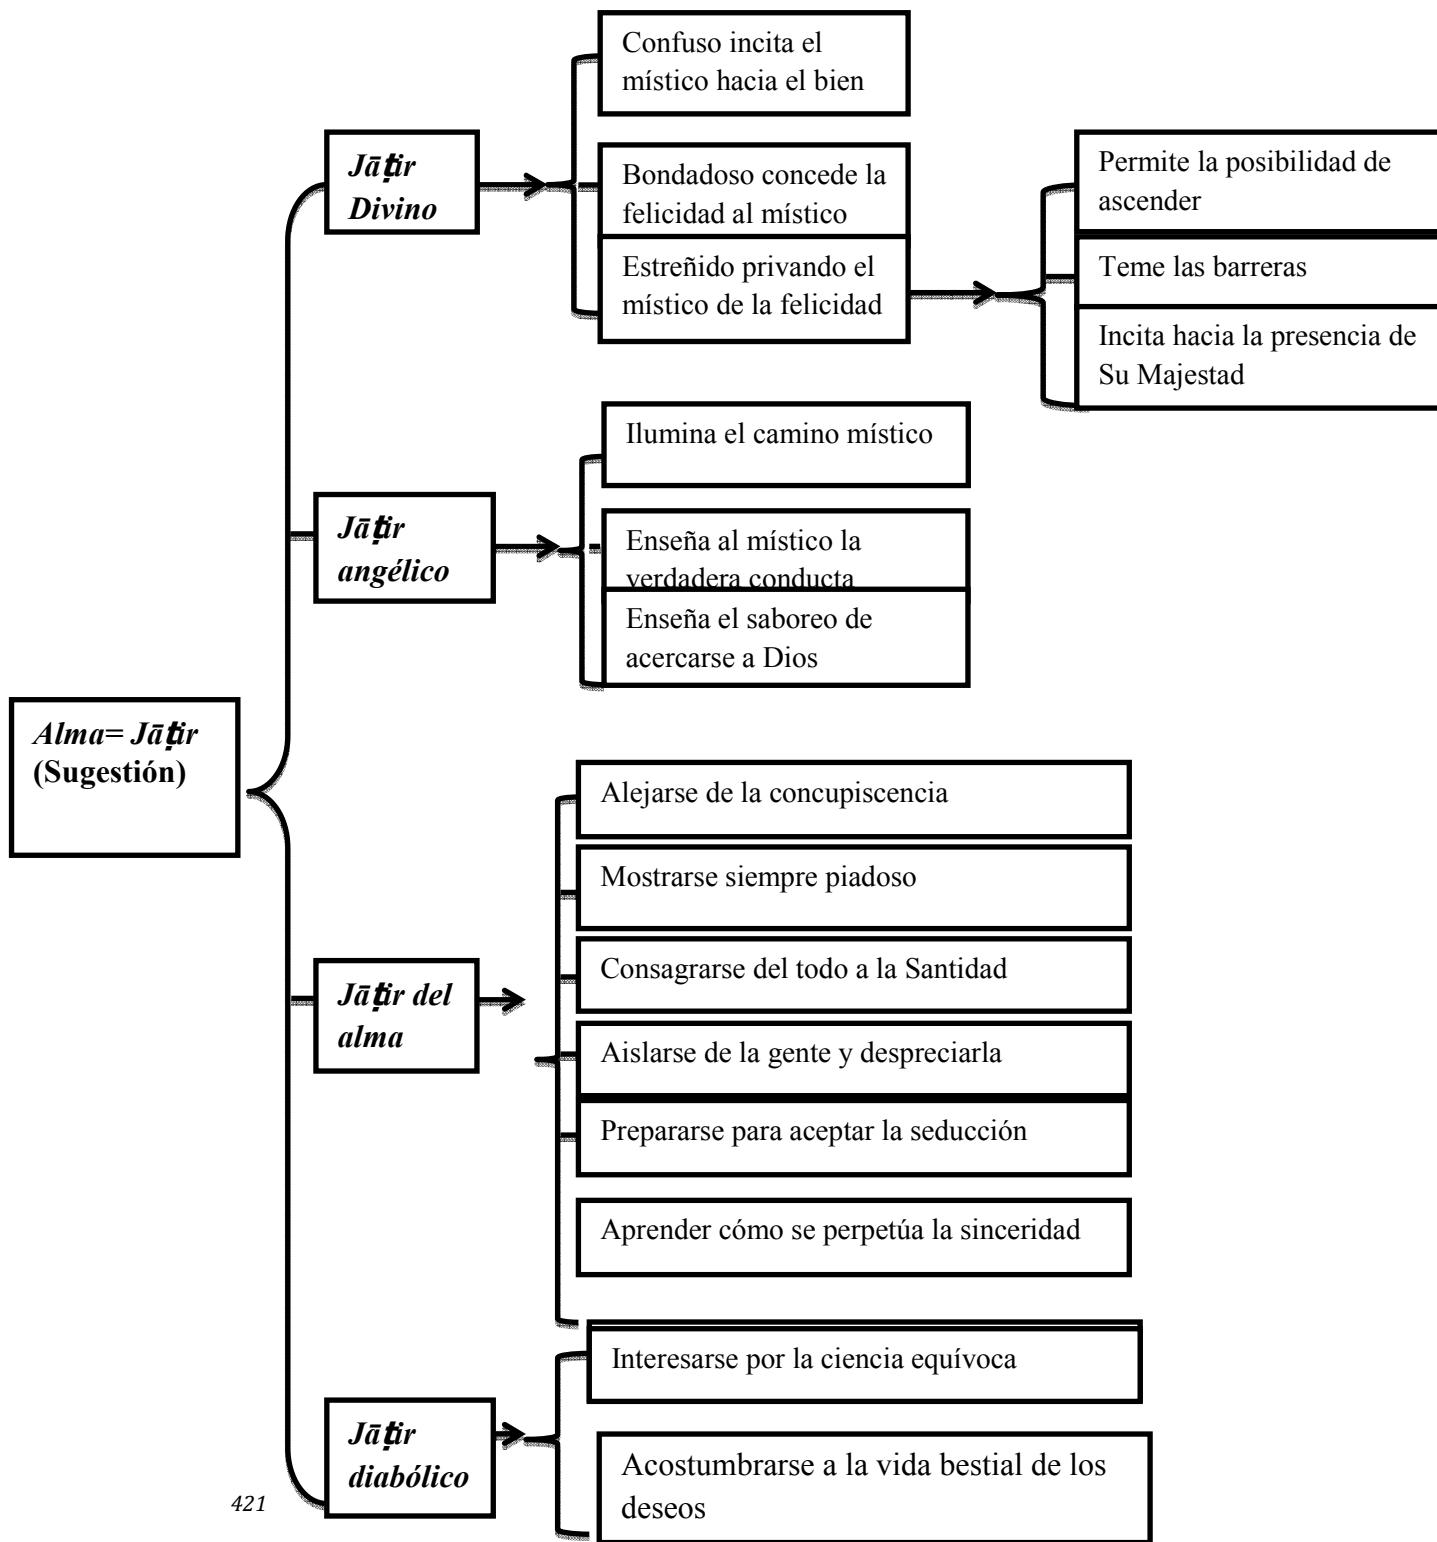 Alma= Jāṭir
(Sugestión)
Jāṭir
Divino
Confuso incita el
místico hacia el bien
Bondadoso concede la
felicidad al místico
Estreñido privando el
místico de la felicidad
Permite la posibilidad de
ascender
Teme las barreras
Incita hacia la presencia de
Su Majestad
Jāṭir
angélico
Ilumina el camino místico
Enseña al místico la
verdadera conducta
Enseña el saboreo de
acercarse a Dios
Jāṭir del
alma
Alejarse de la concupiscencia
Mostrarse siempre piadoso
Consagrarse del todo a la Santidad
Aislarse de la gente y despreciarla
Prepararse para aceptar la seducción
Aprender cómo se perpetúa la sinceridad
Jāṭir
diabólico
Interesarse por la ciencia equívoca
Acostumbrarse a la vida bestial de los
deseos
421